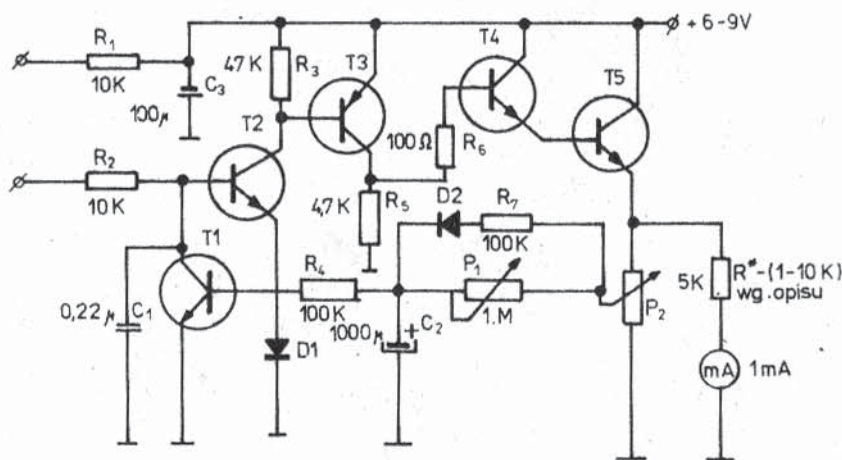 + 6-9V
R1
10K
C3
100µ
47K
R3
T3
T4
T5
T2
100Ω
R6
R2
10K
4,7K
R5
D2
R7
100K
T1
R4
100K
P1
1.M
5K
R*-(1-10K)
wg.opisu
P2
0,22µ
C1
D1
1000µ
+
C2
mA
1mA